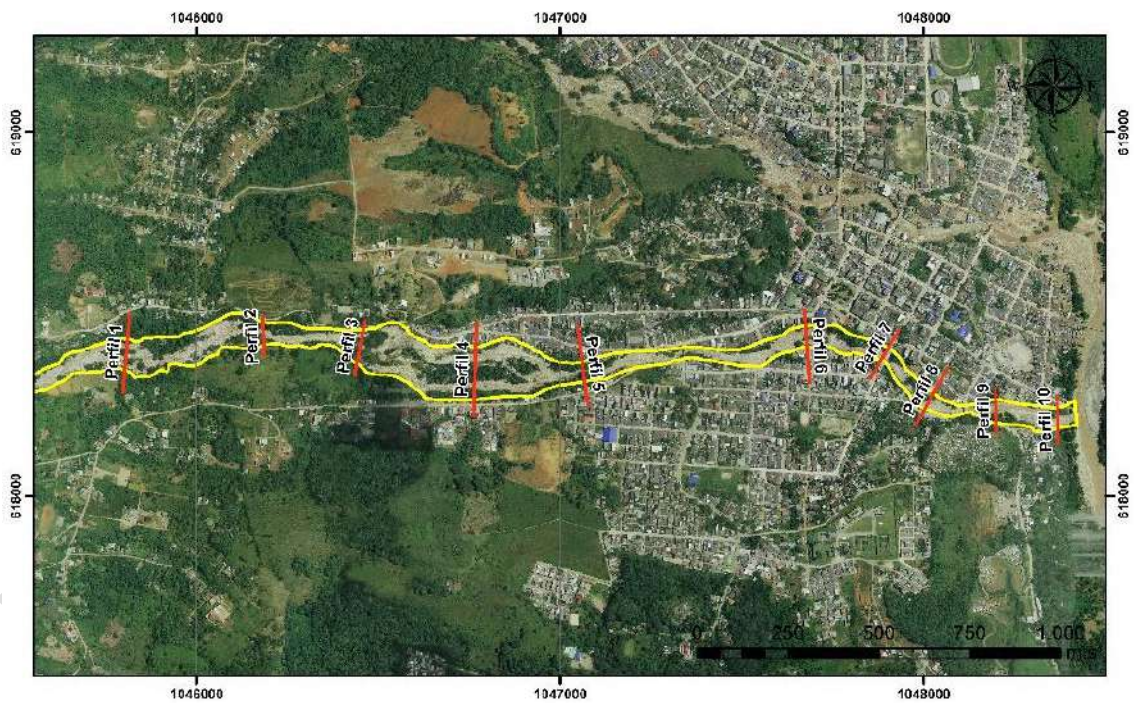 1046000
1047000
1048000
619000
619000
Perfil 1
Perfil 2
Perfil 3
Perfil 4
Perfil 5
Perfil 6
Perfil 7
Perfil 8
Perfil 9
Perfil 10
618000
618000
0
250
500
750
1.000
1046000
1047000
1048000